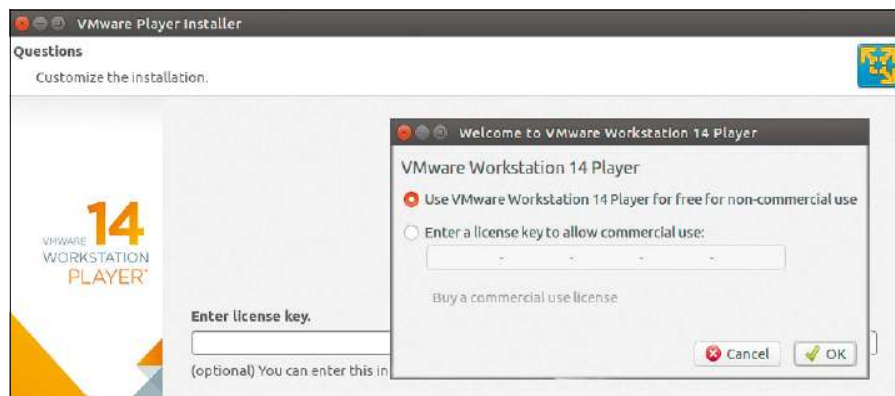 VMware Player Installer
Questions
Customize the installation.
VMWARE 14
WORKSTATION
PLAYER™
Enter license key.
(optional) You can enter this in
Welcome to VMware Workstation 14 Player
VMware Workstation 14 Player
Use VMware Workstation 14 Player for free for non-commercial use
Enter a license key to allow commercial use:
- - - -
Buy a commercial use license
Cancel OK